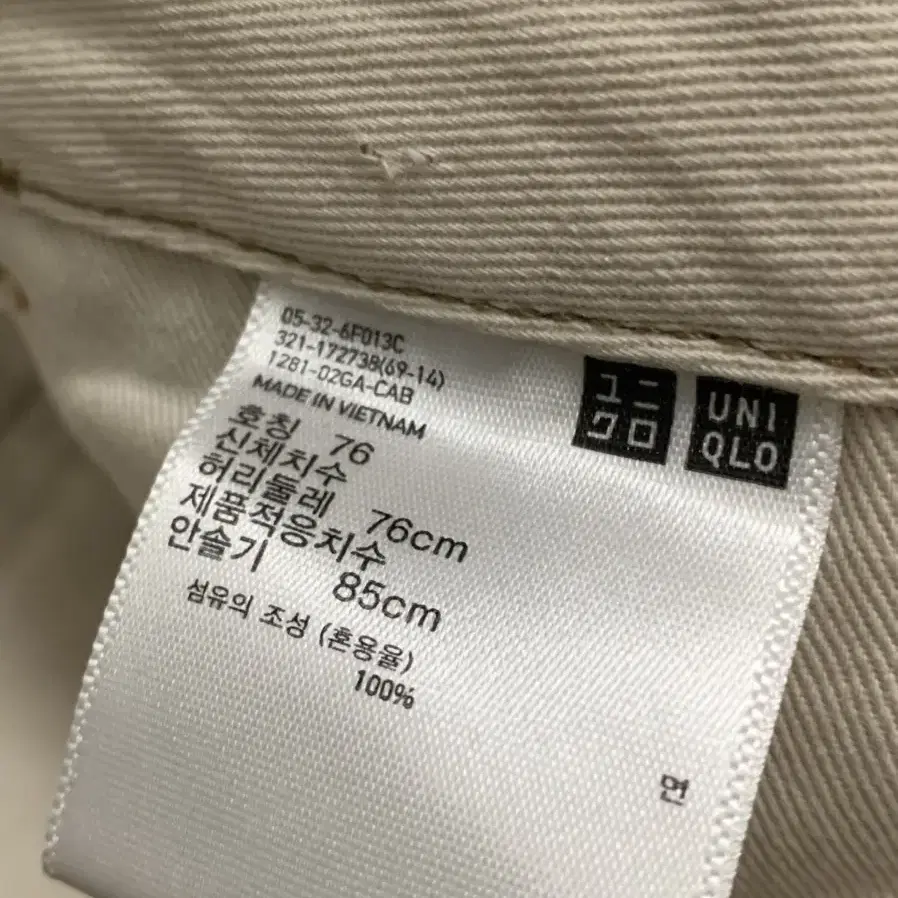 05-32-6F013C
321-172738(69-14)
1281-02GA-CAB
MADE IN VIETNAM
ユニ
クロ
UNI
QLO
호칭 76
신체치수
허리둘레 76cm
제품적응치수
안솔기 85cm
섬유의 조성 (혼용율)
100%
면